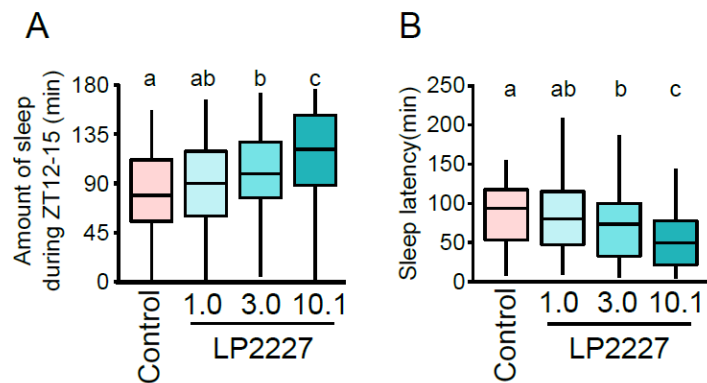 A
Amount of sleep
during ZT12-15 (min)
180
135
90
45
0
a
ab
b
c
Control
1.0
3.0
10.1
LP2227
B
Sleep latency(min)
250
200
150
100
50
0
a
ab
b
c
Control
1.0
3.0
10.1
LP2227